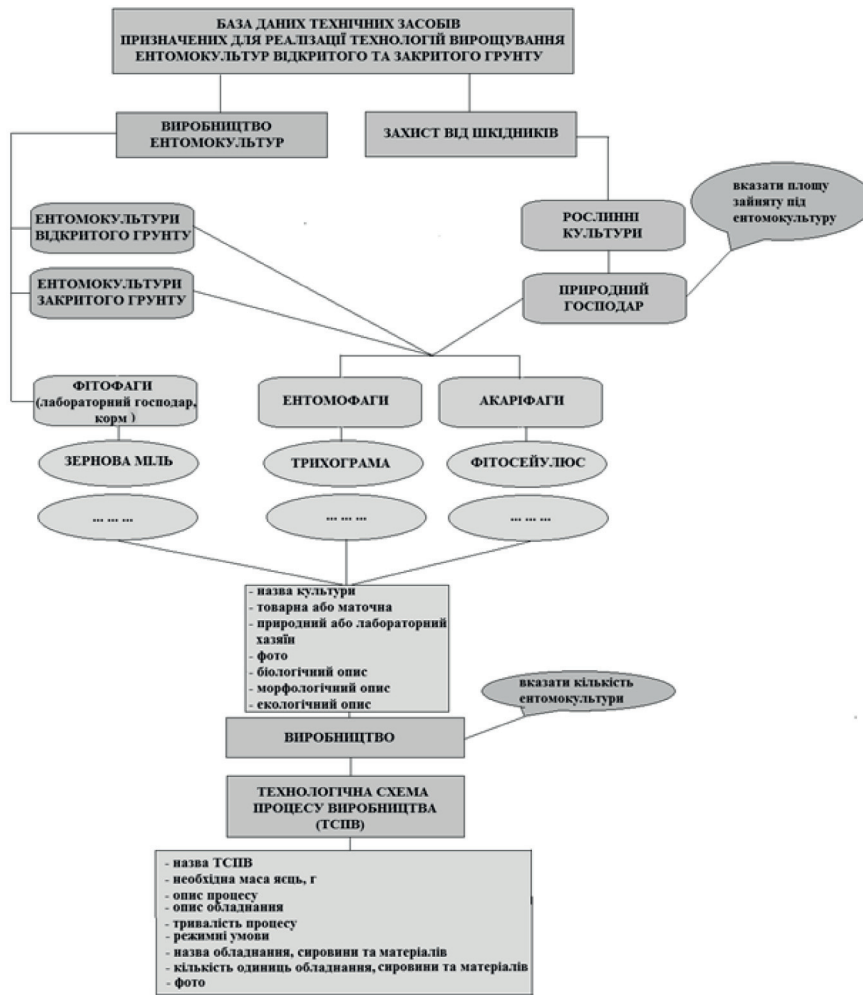 БАЗА ДАНИХ ТЕХНІЧНИХ ЗАСОБІВ
ПРИЗНАЧЕНИХ ДЛЯ РЕАЛІЗАЦІЇ ТЕХНОЛОГІЙ ВИРОЩУВАННЯ
ЕНТОМОКУЛЬТУР ВІДКРИТОГО ТА ЗАКРИТОГО ГРУНТУ
ВИРОБНИЦТВО
ЕНТОМОКУЛЬТУР
ЗАХИСТ ВІД ШКІДНИКІВ
вказати площу
зайняту під
ентомокультуру
ЕНТОМОКУЛЬТУРИ
ВІДКРИТОГО ГРУНТУ
РОСЛИННІ
КУЛЬТУРИ
ЕНТОМОКУЛЬТУРИ
ЗАКРИТОГО ГРУНТУ
ПРИРОДНИЙ
ГОСПОДАР
ФІТОФАГИ
(лабораторний господар,
корм )
ЕНТОМОФАГИ
АКАРІФАГИ
ЗЕРНОВА МІЛЬ
ТРИХОГРАМА
ФІТОСЕЙУЛЮС
... ... ...
... ... ...
... ... ...
- назва культури
- товарна або маточна
- природний або лабораторний
хазяїн
- фото
- біологічний опис
- морфологічний опис
- екологічний опис
вказати кількість
ентомокультури
ВИРОБНИЦТВО
ТЕХНОЛОГІЧНА СХЕМА
ПРОЦЕСУ ВИРОБНИЦТВА
(ТСПВ)
- назва ТСПВ
- необхідна маса яєць, г
- опис процесу
- опис обладнання
- тривалість процесу
- режимні умови
- назва обладнання, сировини та матеріалів
- кількість одиниць обладнання, сировини та матеріалів
- фото